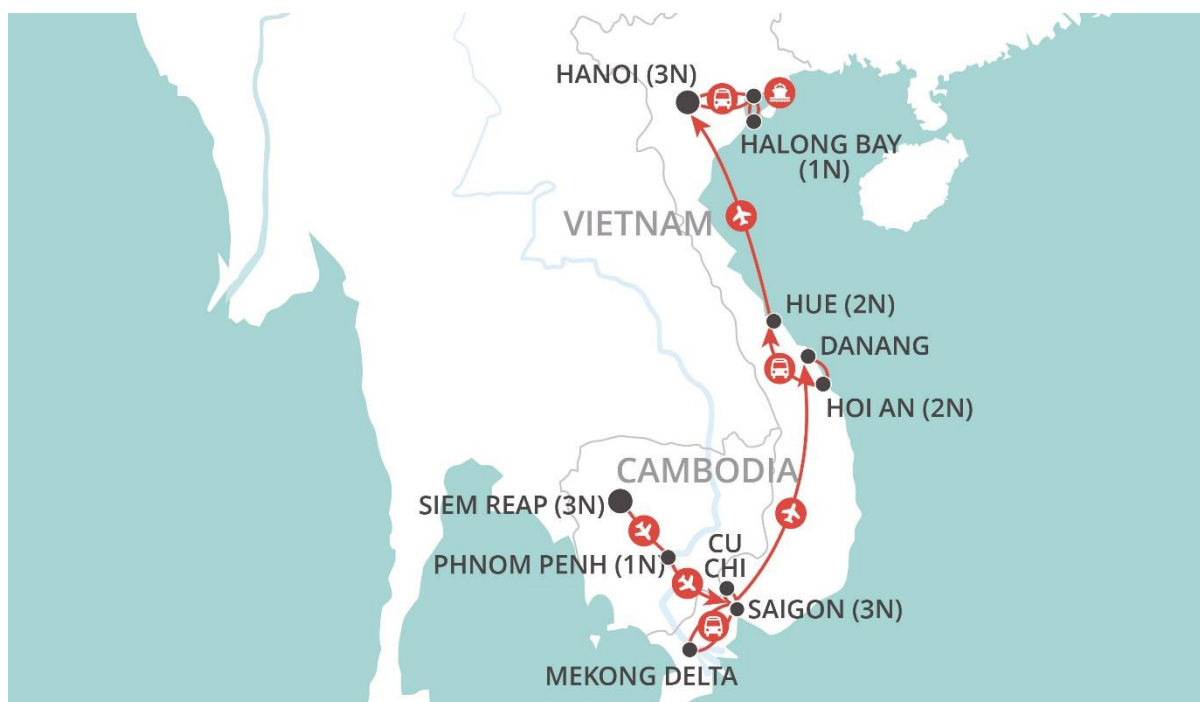 HANOI (3N)
HALONG BAY
(1N)
VIETNAM
HUE (2N)
DANANG
HOI AN (2N)
CAMBODIA
SIEM REAP (3N)
PHNOM PENH (1N)
CU
CHI
SAIGON (3N)
MEKONG DELTA